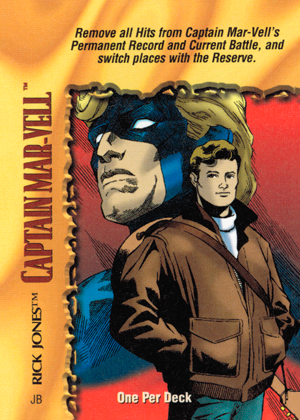 Remove all Hits from Captain Mar-Vell's
Permanent Record and Current Battle, and
switch places with the Reserve.
CAPTAIN MAR-VELL™
RICK JONES™
JB
One Per Deck